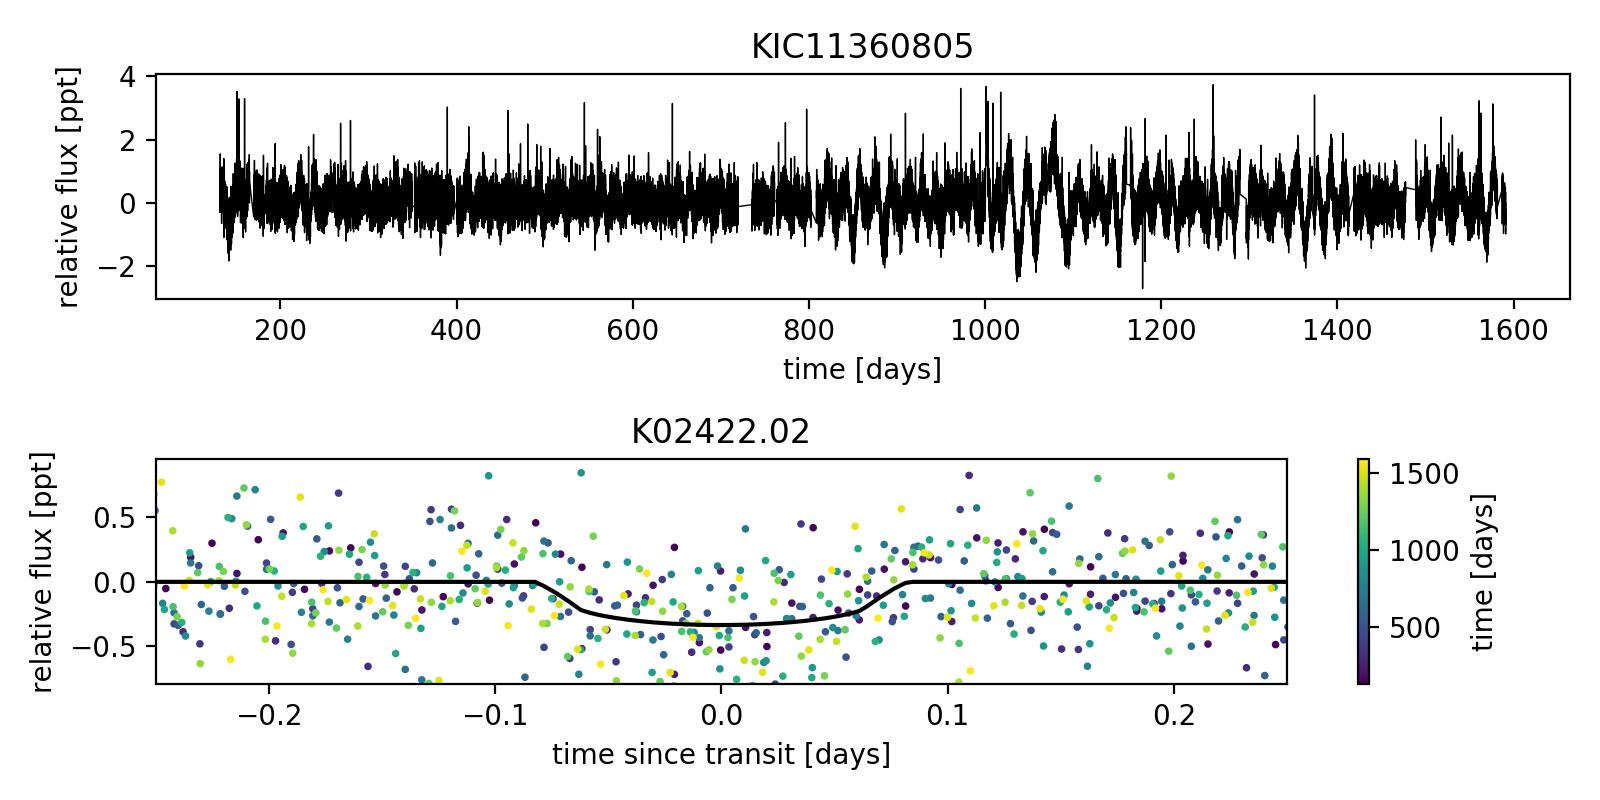 KIC11360805
relative flux [ppt]
4
2
0
−2
200 400 600 800 1000 1200 1400 1600
time [days]
K02422.02
relative flux [ppt]
0.5
0.0
−0.5
−0.2 −0.1 0.0 0.1 0.2
time since transit [days]
1500
1000
500
time [days]